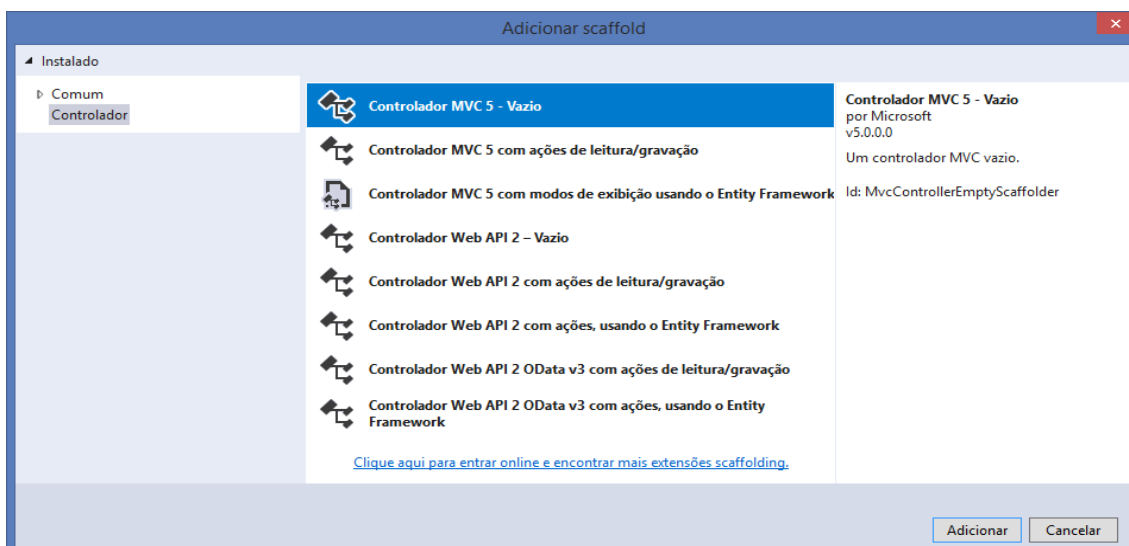 Adicionar scaffold
Instalado
Comum
Controlador
Controlador MVC 5 - Vazio
Controlador MVC 5 com ações de leitura/gravação
Controlador MVC 5 com modos de exibição usando o Entity Framework
Controlador Web API 2 – Vazio
Controlador Web API 2 com ações de leitura/gravação
Controlador Web API 2 com ações, usando o Entity Framework
Controlador Web API 2 OData v3 com ações de leitura/gravação
Controlador Web API 2 OData v3 com ações, usando o Entity
Framework
Clique aqui para entrar online e encontrar mais extensões scaffolding.
Controlador MVC 5 - Vazio
por Microsoft
v5.0.0.0
Um controlador MVC vazio.
Id: MvcControllerEmptyScaffolder
Adicionar
Cancelar